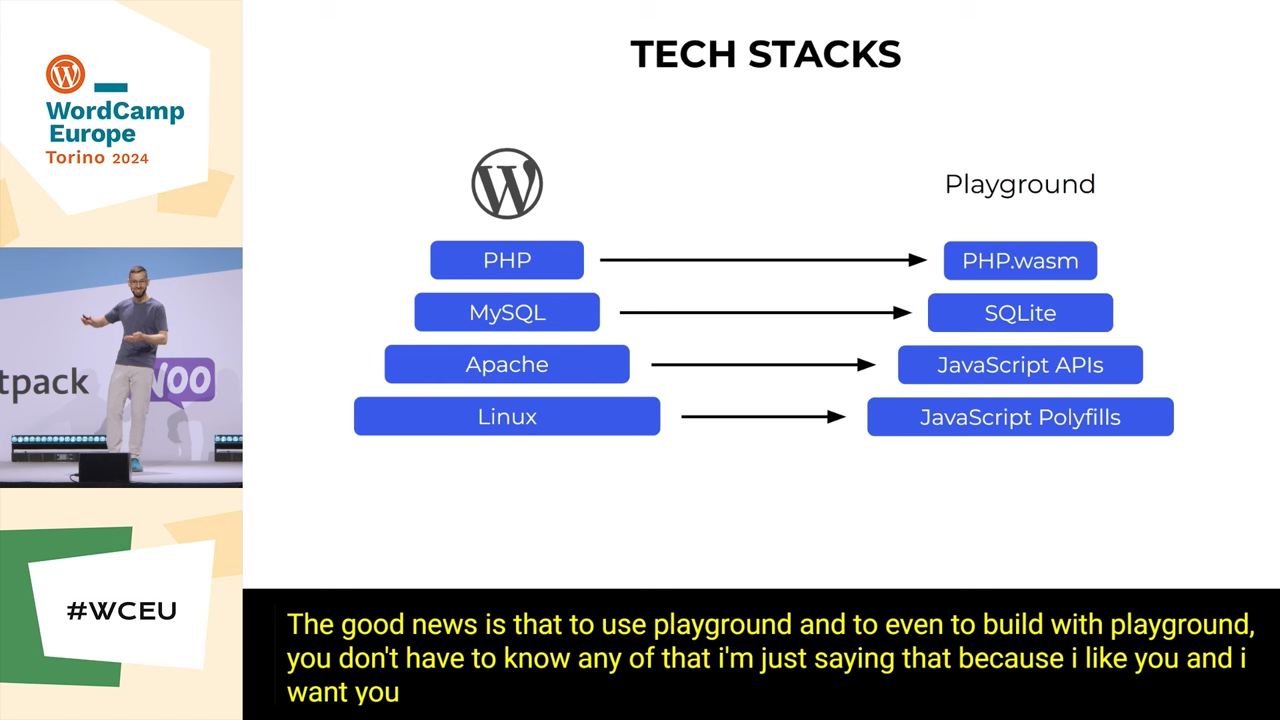 WordCamp
Europe
Torino 2024
TECH STACKS
Playground
PHP
PHP.wasm
MySQL
SQLite
Apache
JavaScript APIs
Linux
JavaScript Polyfills
tpack
WOO
#WCEU
The good news is that to use playground and to even to build with playground,
you don't have to know any of that i'm just saying that because i like you and i
want you